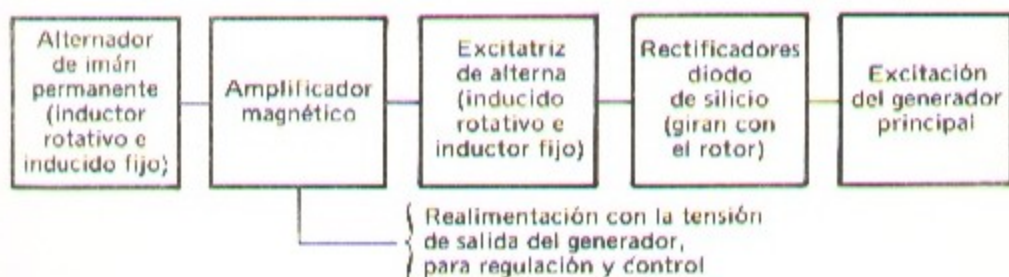 Alternador
de imán
permanente
(inductor
rotativo e
inducido fijo)
Amplificador
magnético
Excitatriz
de alterna
(inducido
rotativo e
inductor fijo)
Rectificadores
diodo
de silicio
(giran con
el rotor)
Excitación
del generador
principal
Realimentación con la tensión
de salida del generador,
para regulación y control